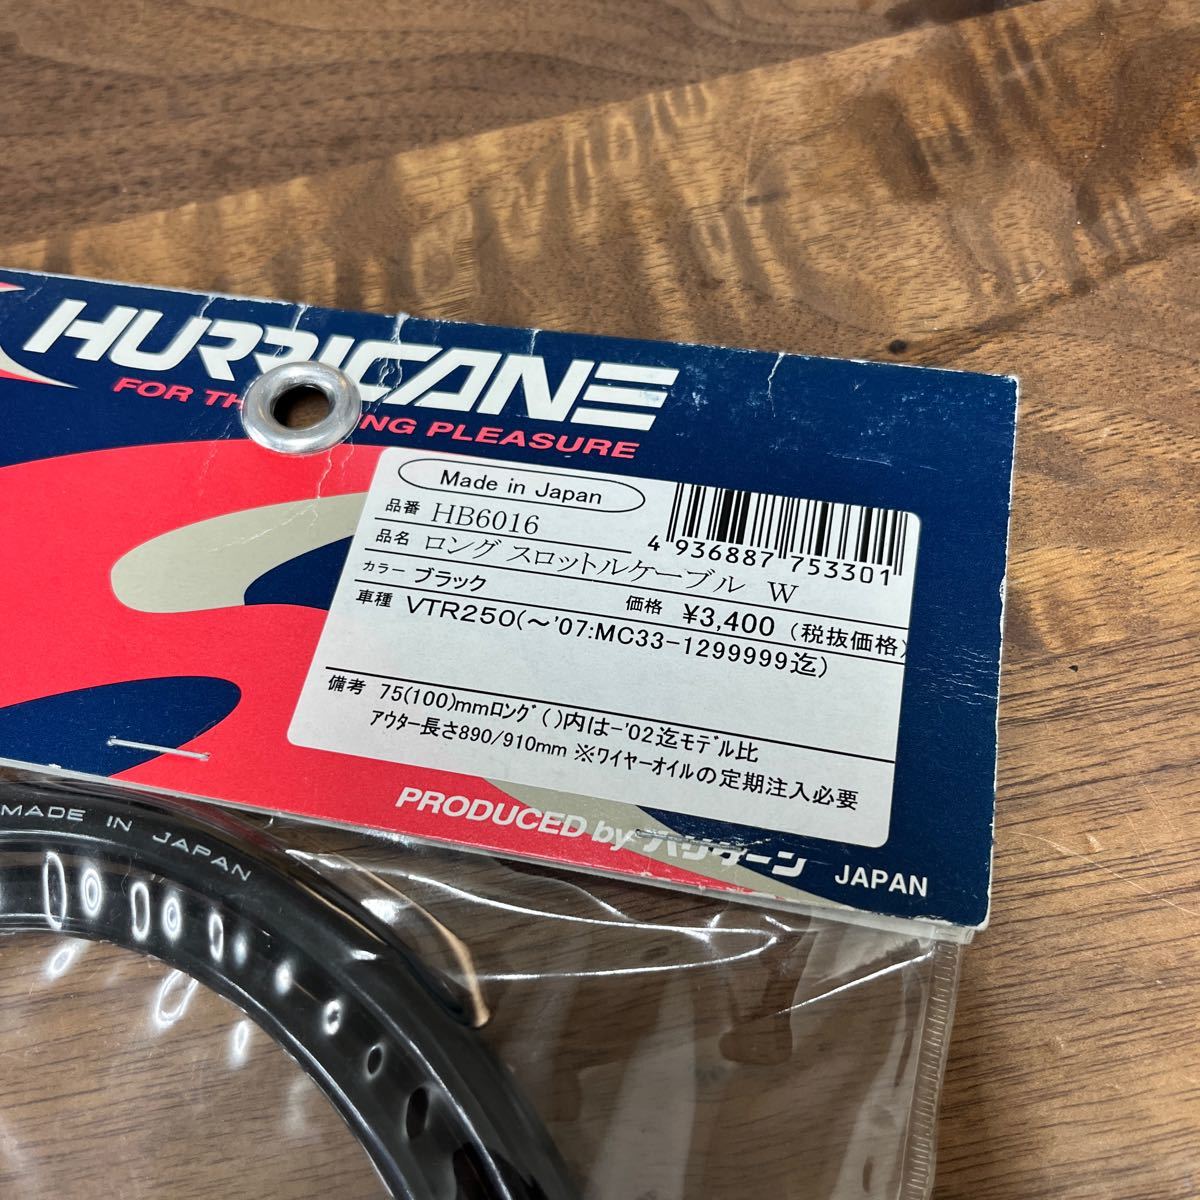 HURRICANE
FOR TH NG PLEASURE
Made in Japan
品番 HB6016
品名 ロング スロットルケーブル W
カラー ブラック
価格 ¥3,400 (税抜価格)
車種 VTR250(~'07:MC33-1299999迄)
備考 75(100)mmロング ( )内は-'02迄モデル比
アウター長さ890/910mm ※ワイヤーオイルの定期注入必要
4 936887 753301
PRODUCED by ハリケーン JAPAN
MADE IN JAPAN